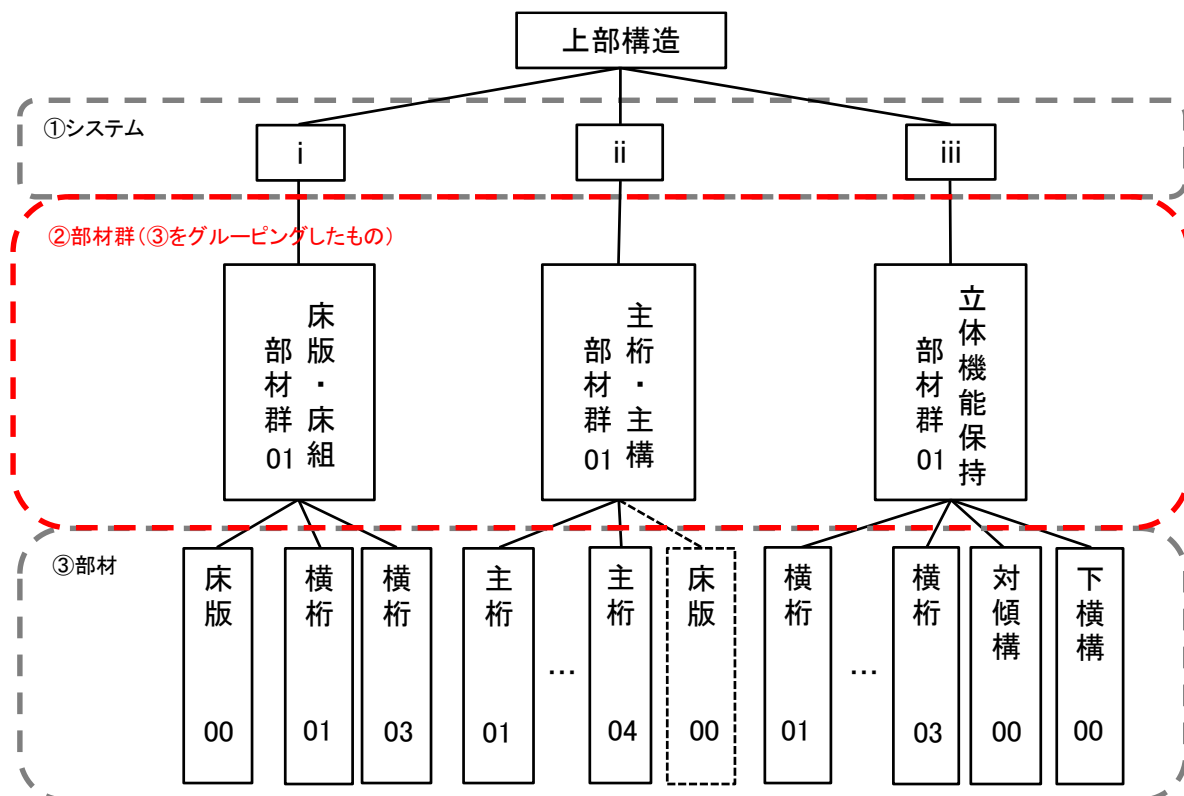 上部構造
①システム
i
ii
iii
②部材群(③をグルーピングしたもの)
床版・床組
部材群01
主桁・主構
部材群01
立体機能保持
部材群01
③部材
床版 00
横桁 01
横桁 03
主桁 01
…
主桁 04
床版 00
横桁 01
…
横桁 03
対傾構 00
下横構 00